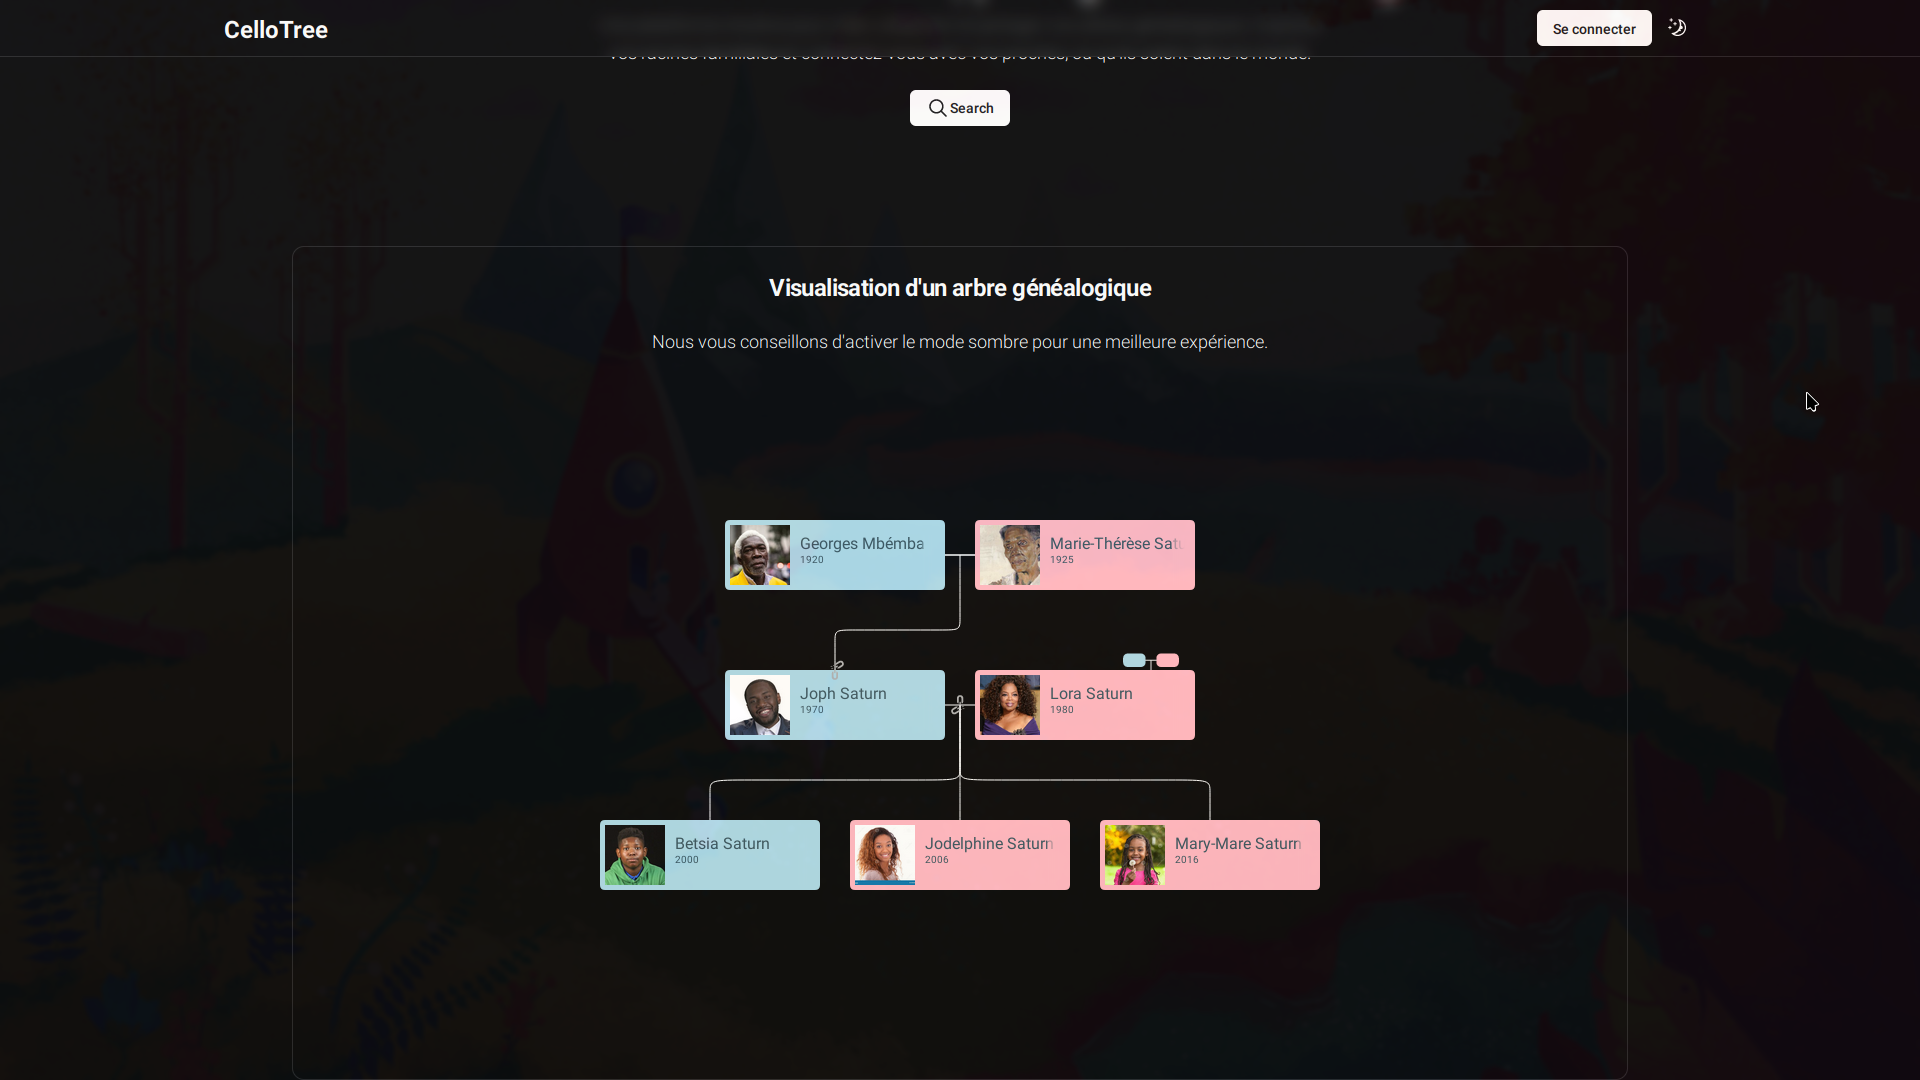 CelloTree
Se connecter
vos racines familiales et connectez-vous avec vos proches, où qu'ils soient dans le monde.
Search
Visualisation d'un arbre généalogique
Nous vous conseillons d'activer le mode sombre pour une meilleure expérience.
Georges Mbémba
1920
Marie-Thérèse Satu
1925
Joph Saturn
1970
Lora Saturn
1980
Betsia Saturn
2000
Jodelphine Saturn
2006
Mary-Mare Saturn
2016